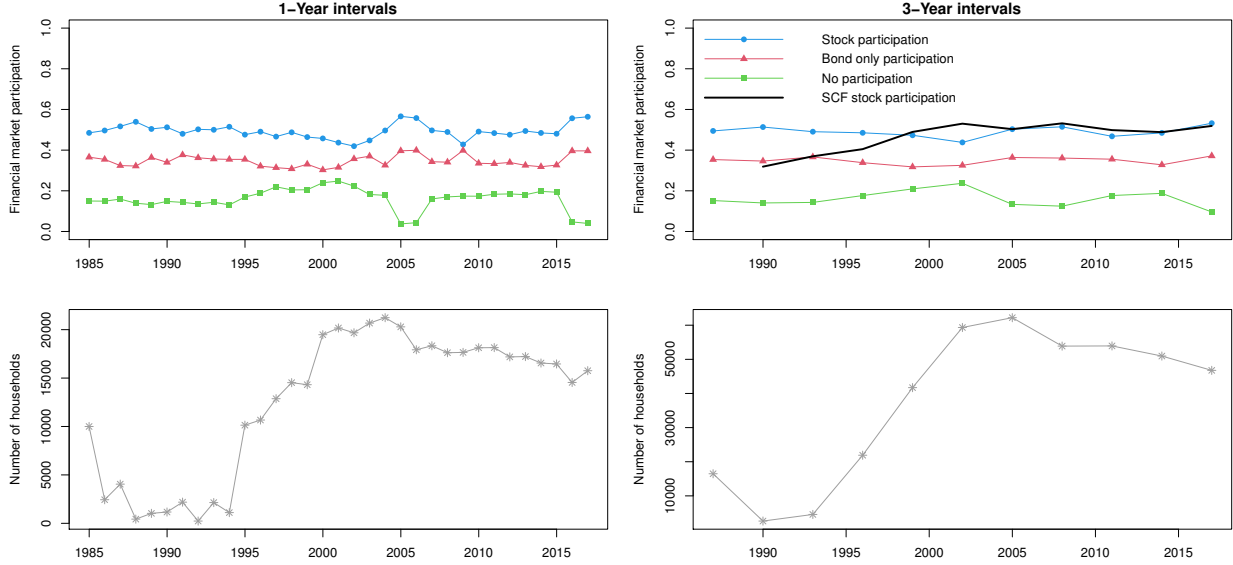 1−Year intervals
Financial market participation
1.0
0.8
0.6
0.4
0.2
0.0
1985 1990 1995 2000 2005 2010 2015
3−Year intervals
Financial market participation
1.0
0.8
0.6
0.4
0.2
0.0
Stock participation
Bond only participation
No participation
SCF stock participation
1990 1995 2000 2005 2010 2015
Number of households
20000
15000
10000
5000
0
1985 1990 1995 2000 2005 2010 2015
Number of households
50000
30000
10000
1990 1995 2000 2005 2010 2015